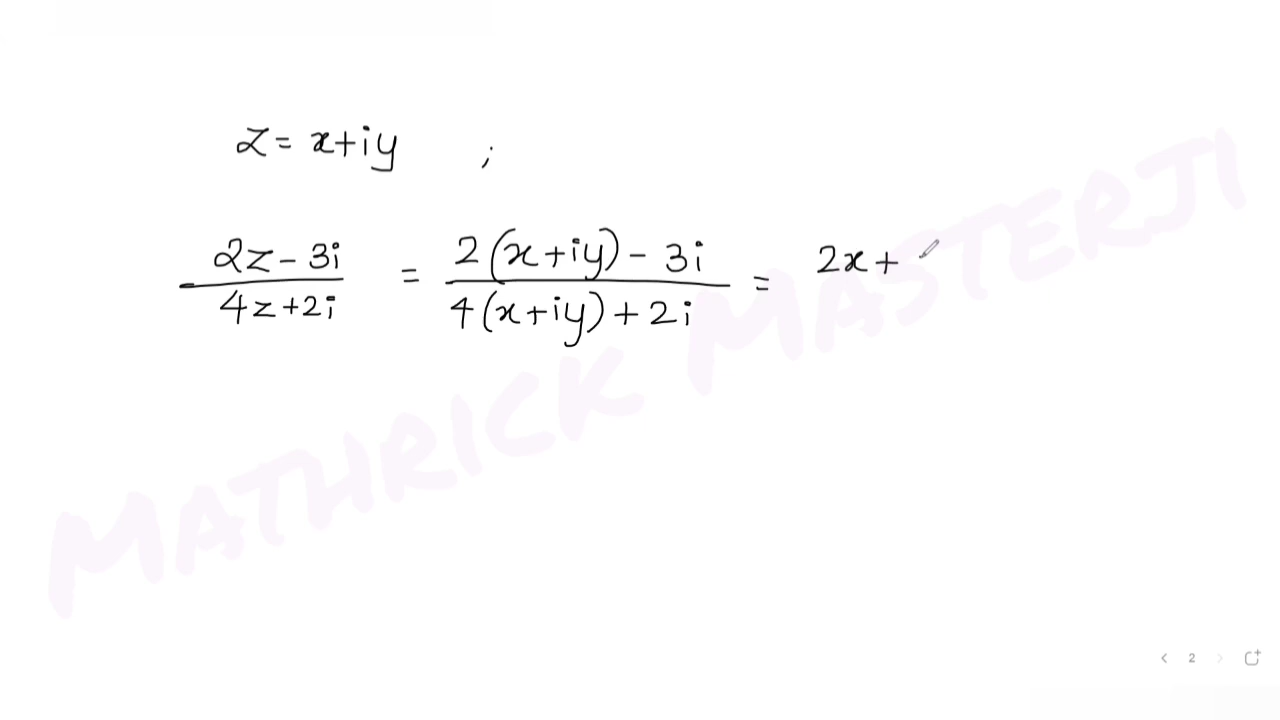 z = x+iy ;
(2z - 3i)/(4z + 2i) = (2(x+iy) - 3i)/(4(x+iy) + 2i) = 2x +
MATHRICK MASTERJI
< 2 >